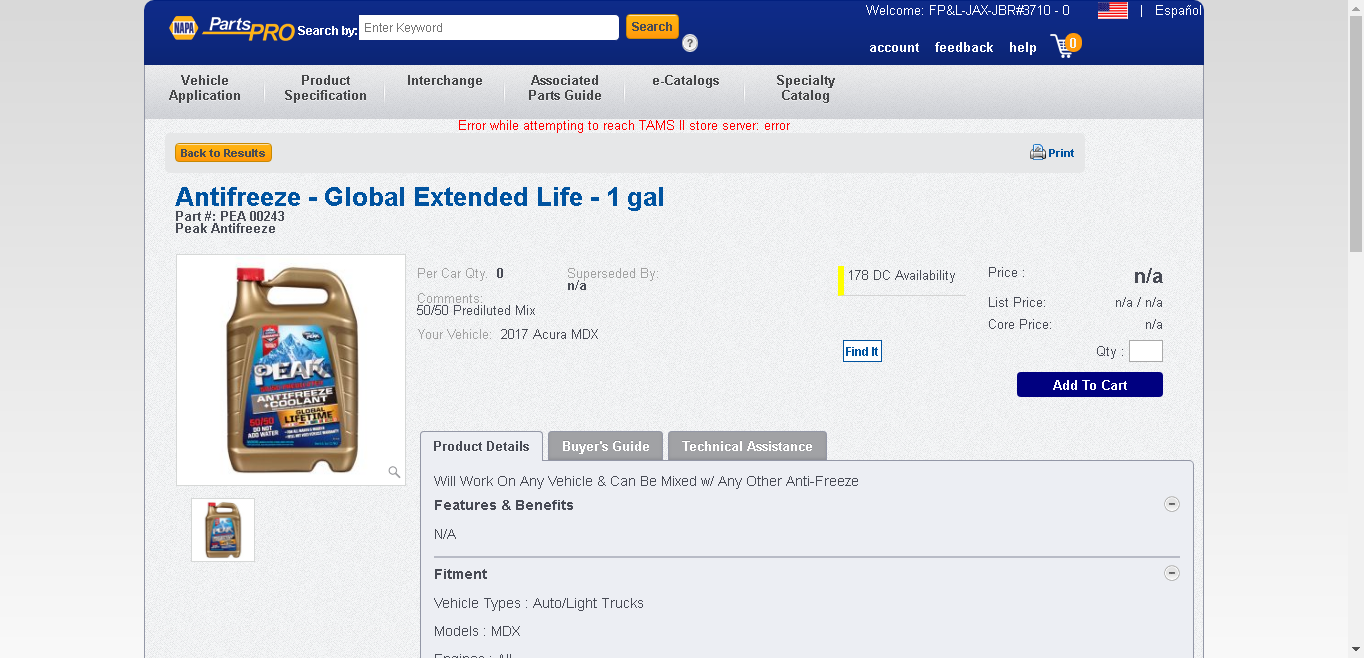 NAPA PartsPRO
Search by:
Enter Keyword
Search
?
Welcome: FP&L-JAX-JBR#3710 - 0
|
Español
account
feedback
help
0
Vehicle Application
Product Specification
Interchange
Associated Parts Guide
e-Catalogs
Specialty Catalog
Error while attempting to reach TAMS II store server: error
Back to Results
Print
Antifreeze - Global Extended Life - 1 gal
Part #: PEA 00243
Peak Antifreeze
PEAK
ANTIFREEZE
+COOLANT
GLOBAL
LIFETIME
50/50
DO NOT
ADD WATER
Per Car Qty. 0
Superseded By:
n/a
Comments:
50/50 Prediluted Mix
Your Vehicle: 2017 Acura MDX
178 DC Availability
Find It
Price : n/a
List Price: n/a / n/a
Core Price: n/a
Qty :
Add To Cart
Product Details
Buyer's Guide
Technical Assistance
Will Work On Any Vehicle & Can Be Mixed w/ Any Other Anti-Freeze
Features & Benefits
N/A
Fitment
Vehicle Types : Auto/Light Trucks
Models : MDX
Engines : All